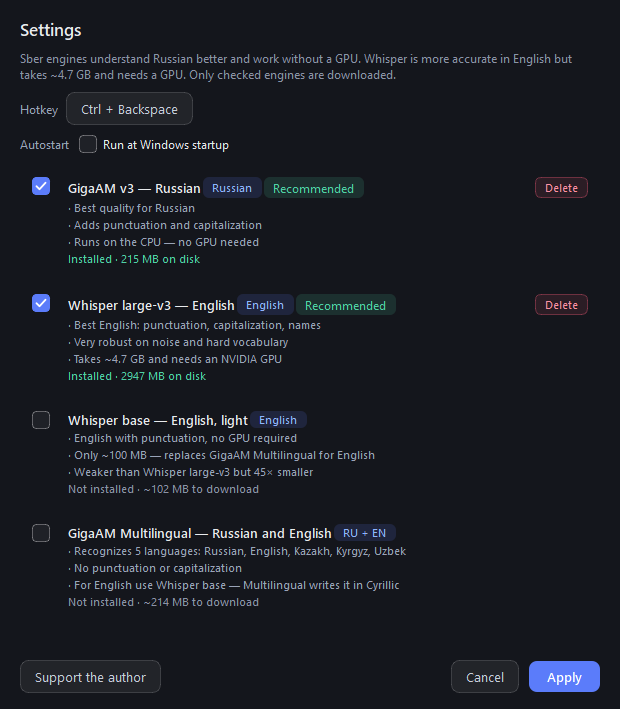 Settings
Sber engines understand Russian better and work without a GPU. Whisper is more accurate in English but
takes ~4.7 GB and needs a GPU. Only checked engines are downloaded.
Hotkey Ctrl + Backspace
Autostart Run at Windows startup
GigaAM v3 — Russian Russian Recommended Delete
· Best quality for Russian
· Adds punctuation and capitalization
· Runs on the CPU — no GPU needed
Installed · 215 MB on disk
Whisper large-v3 — English English Recommended Delete
· Best English: punctuation, capitalization, names
· Very robust on noise and hard vocabulary
· Takes ~4.7 GB and needs an NVIDIA GPU
Installed · 2947 MB on disk
Whisper base — English, light English
· English with punctuation, no GPU required
· Only ~100 MB — replaces GigaAM Multilingual for English
· Weaker than Whisper large-v3 but 45× smaller
Not installed · ~102 MB to download
GigaAM Multilingual — Russian and English RU + EN
· Recognizes 5 languages: Russian, English, Kazakh, Kyrgyz, Uzbek
· No punctuation or capitalization
· For English use Whisper base — Multilingual writes it in Cyrillic
Not installed · ~214 MB to download
Support the author Cancel Apply